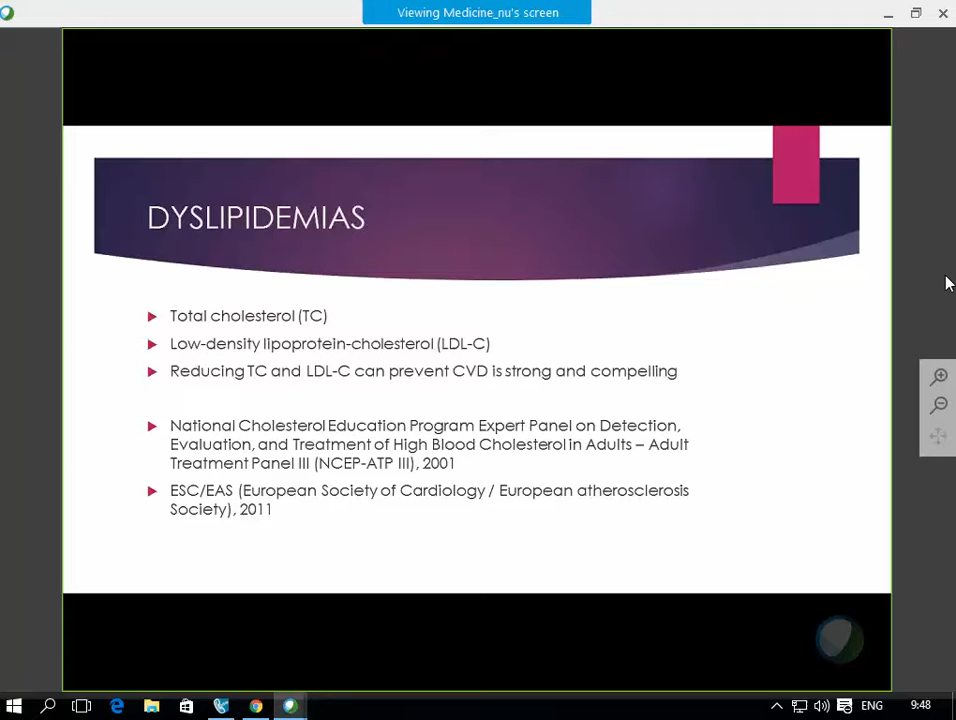 Viewing Medicine_nu's screen
DYSLIPIDEMIAS
Total cholesterol (TC)
Low-density lipoprotein-cholesterol (LDL-C)
Reducing TC and LDL-C can prevent CVD is strong and compelling
National Cholesterol Education Program Expert Panel on Detection,
Evaluation, and Treatment of High Blood Cholesterol in Adults – Adult
Treatment Panel III (NCEP-ATP III), 2001
ESC/EAS (European Society of Cardiology / European atherosclerosis
Society), 2011
ENG
9:48